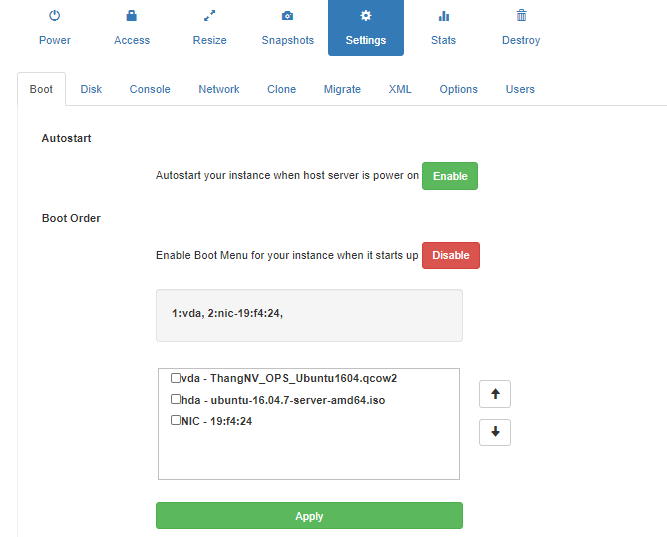 Power Access Resize Snapshots Settings Stats Destroy
Boot Disk Console Network Clone Migrate XML Options Users
Autostart
Autostart your instance when host server is power on Enable
Boot Order
Enable Boot Menu for your instance when it starts up Disable
1:vda, 2:nic-19:f4:24,
vda - ThangNV_OPS_Ubuntu1604.qcow2
hda - ubuntu-16.04.7-server-amd64.iso
NIC - 19:f4:24
Apply